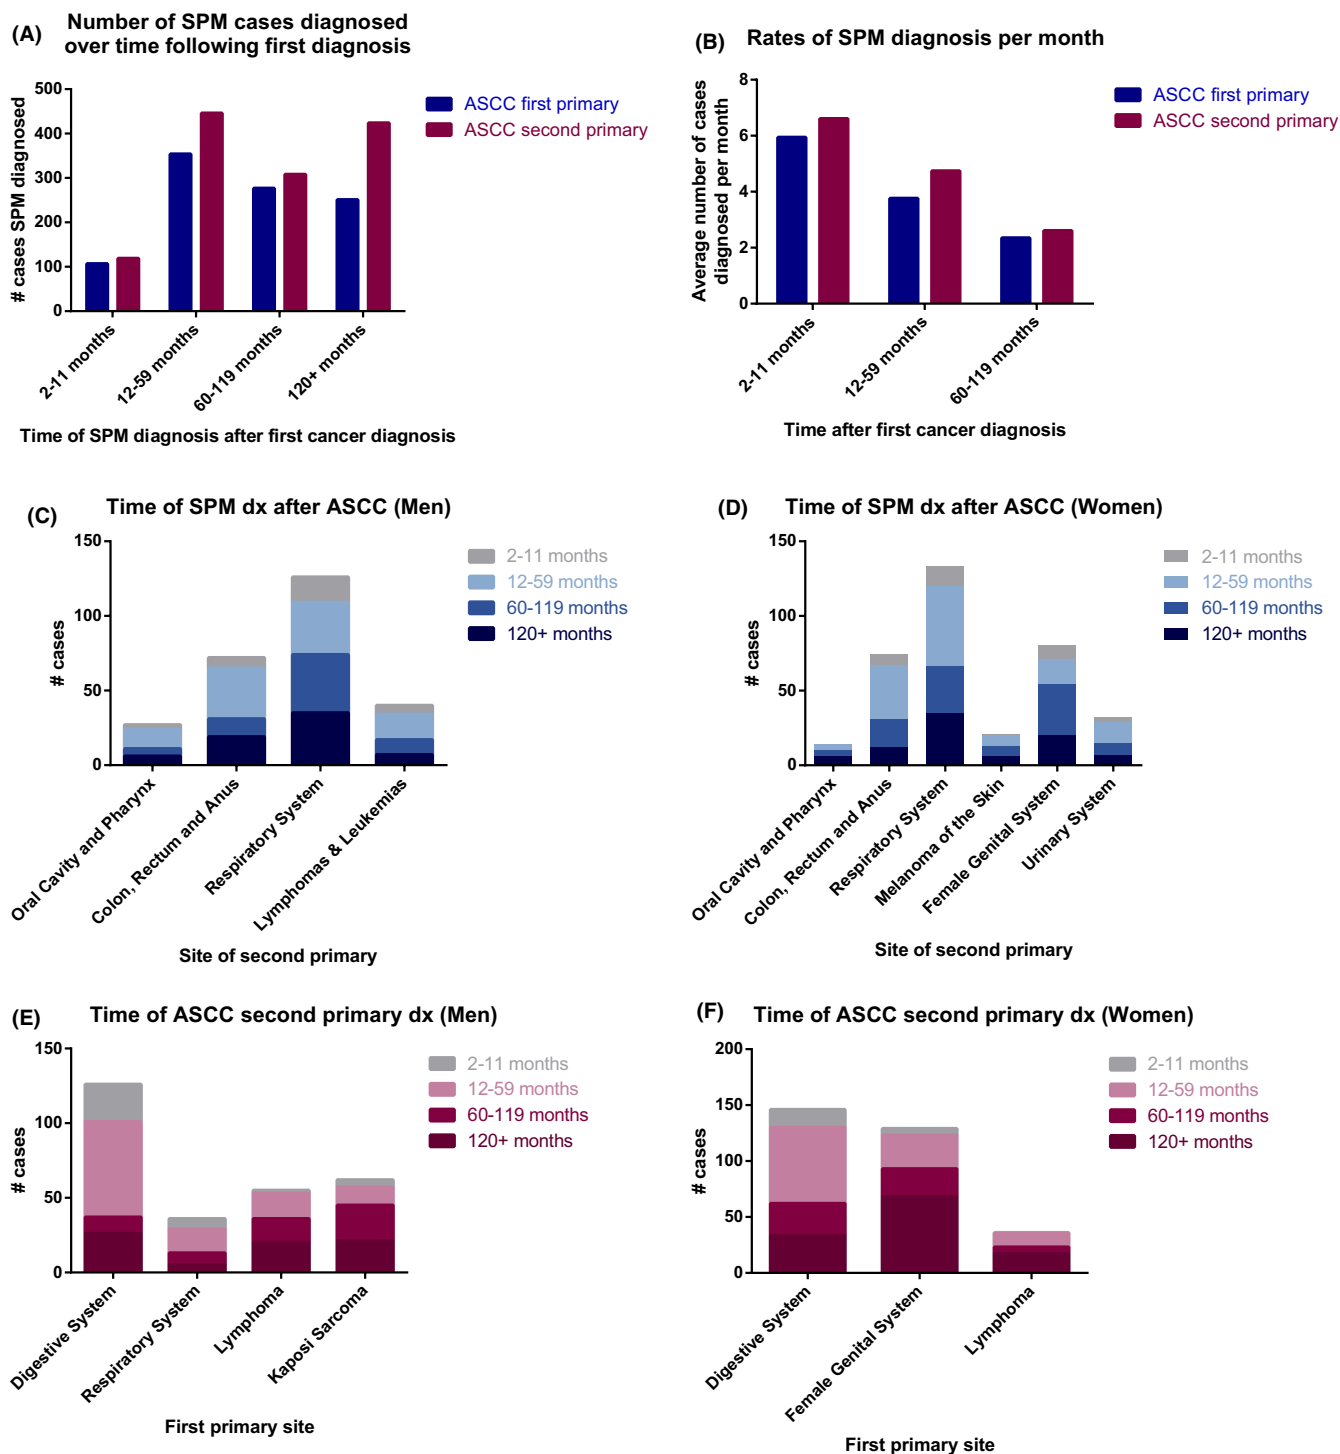 (A)
Number of SPM cases diagnosed
over time following first diagnosis
# cases SPM diagnosed
500
400
300
200
100
0
2-11 months
12-59 months
60-119 months
120+ months
Time of SPM diagnosis after first cancer diagnosis
ASCC first primary
ASCC second primary
(B)
Rates of SPM diagnosis per month
Average number of cases
diagnosed per month
8
6
4
2
0
2-11 months
12-59 months
60-119 months
Time after first cancer diagnosis
ASCC first primary
ASCC second primary
(C)
Time of SPM dx after ASCC (Men)
# cases
150
100
50
0
Oral Cavity and Pharynx
Colon, Rectum and Anus
Respiratory System
Lymphomas & Leukemias
Site of second primary
2-11 months
12-59 months
60-119 months
120+ months
(D)
Time of SPM dx after ASCC (Women)
# cases
150
100
50
0
Oral Cavity and Pharynx
Colon, Rectum and Anus
Respiratory System
Melanoma of the Skin
Female Genital System
Urinary System
Site of second primary
2-11 months
12-59 months
60-119 months
120+ months
(E)
Time of ASCC second primary dx (Men)
# cases
150
100
50
0
Digestive System
Respiratory System
Lymphoma
Kaposi Sarcoma
First primary site
2-11 months
12-59 months
60-119 months
120+ months
(F)
Time of ASCC second primary dx (Women)
# cases
200
150
100
50
0
Digestive System
Female Genital System
Lymphoma
First primary site
2-11 months
12-59 months
60-119 months
120+ months